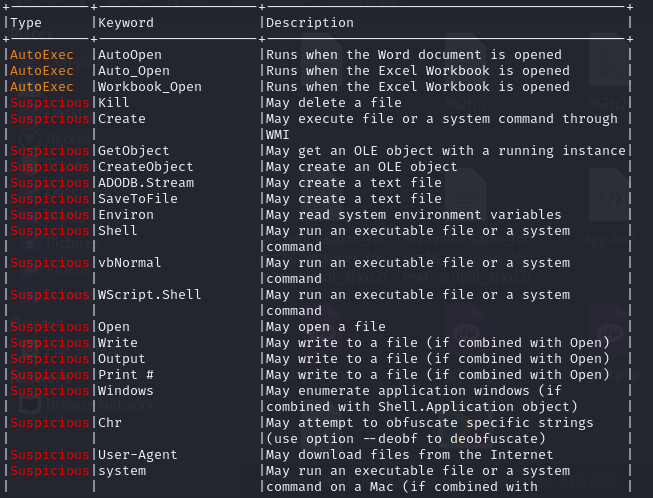 Type |Keyword |Description |
AutoExec |AutoOpen |Runs when the Word document is opened |
AutoExec |Auto_Open |Runs when the Excel Workbook is opened |
AutoExec |Workbook_Open |Runs when the Excel Workbook is opened |
Suspicious|Kill |May delete a file |
Suspicious|Create |May execute file or a system command through |
| | |WMI |
Suspicious|GetObject |May get an OLE object with a running instance|
Suspicious|CreateObject |May create an OLE object |
Suspicious|ADODB.Stream |May create a text file |
Suspicious|SaveToFile |May create a text file |
Suspicious|Environ |May read system environment variables |
Suspicious|Shell |May run an executable file or a system |
| | |command |
Suspicious|vbNormal |May run an executable file or a system |
| | |command |
Suspicious|WScript.Shell |May run an executable file or a system |
| | |command |
Suspicious|Open |May open a file |
Suspicious|Write |May write to a file (if combined with Open) |
Suspicious|Output |May write to a file (if combined with Open) |
Suspicious|Print # |May write to a file (if combined with Open) |
Suspicious|Windows |May enumerate application windows (if |
| | |combined with Shell.Application object) |
Suspicious|Chr |May attempt to obfuscate specific strings |
| | |(use option --deobf to deobfuscate) |
Suspicious|User-Agent |May download files from the Internet |
Suspicious|system |May run an executable file or a system |
| | |command on a Mac (if combined with |